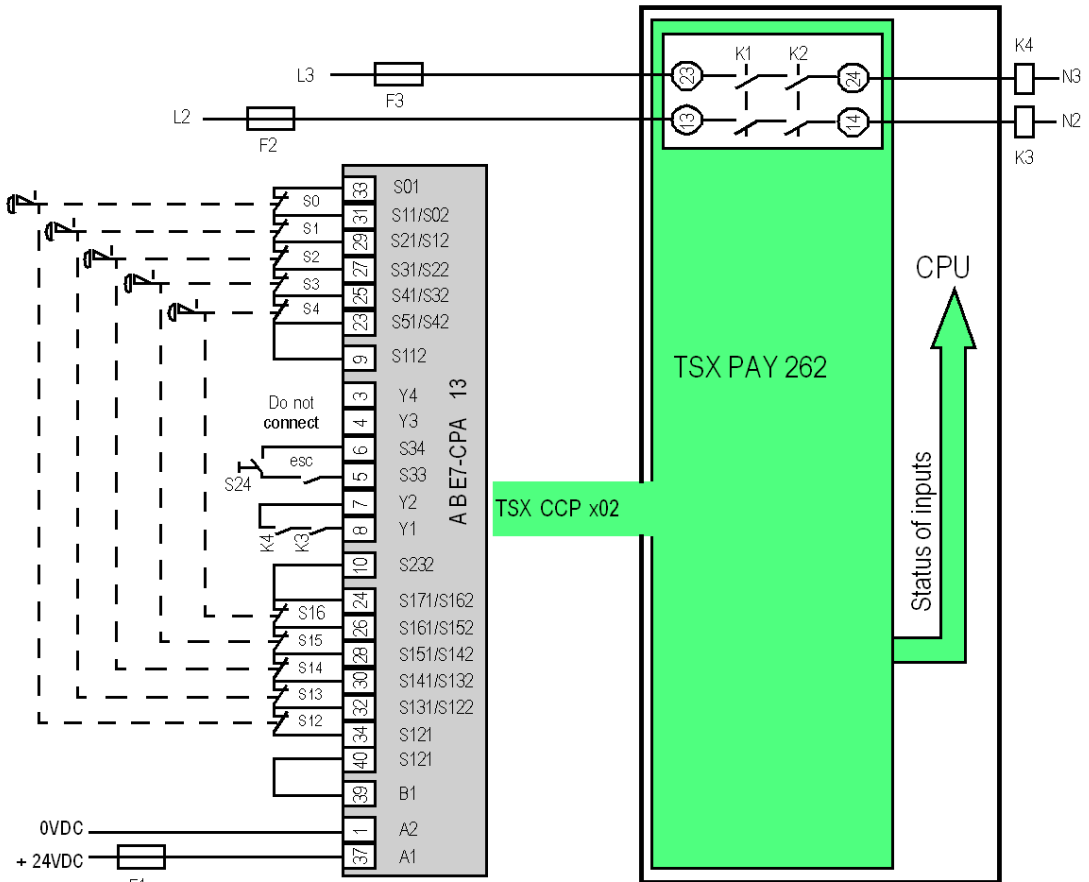 K4
K1 K2
L3 23 24 N3
F3
L2 13 14 N2
F2
K3
33 S01
S0
31 S11/S02
S1
29 S21/S12
S2
27 S31/S22
S3
25 S41/S32
S4
23 S51/S42
9 S112
Do not
connect
3 Y4
4 Y3
6 S34
esc
S24
5 S33
7 Y2
K4 K3
8 Y1
10 S232
24 S171/S162
S16
26 S161/S152
S15
28 S151/S142
S14
30 S141/S132
S13
32 S131/S122
S12
34 S121
40 S121
39 B1
0VDC 1 A2
+ 24VDC 37 A1
ABE7-CPA 13
TSX CCP x02
TSX PAY 262
CPU
Status of inputs